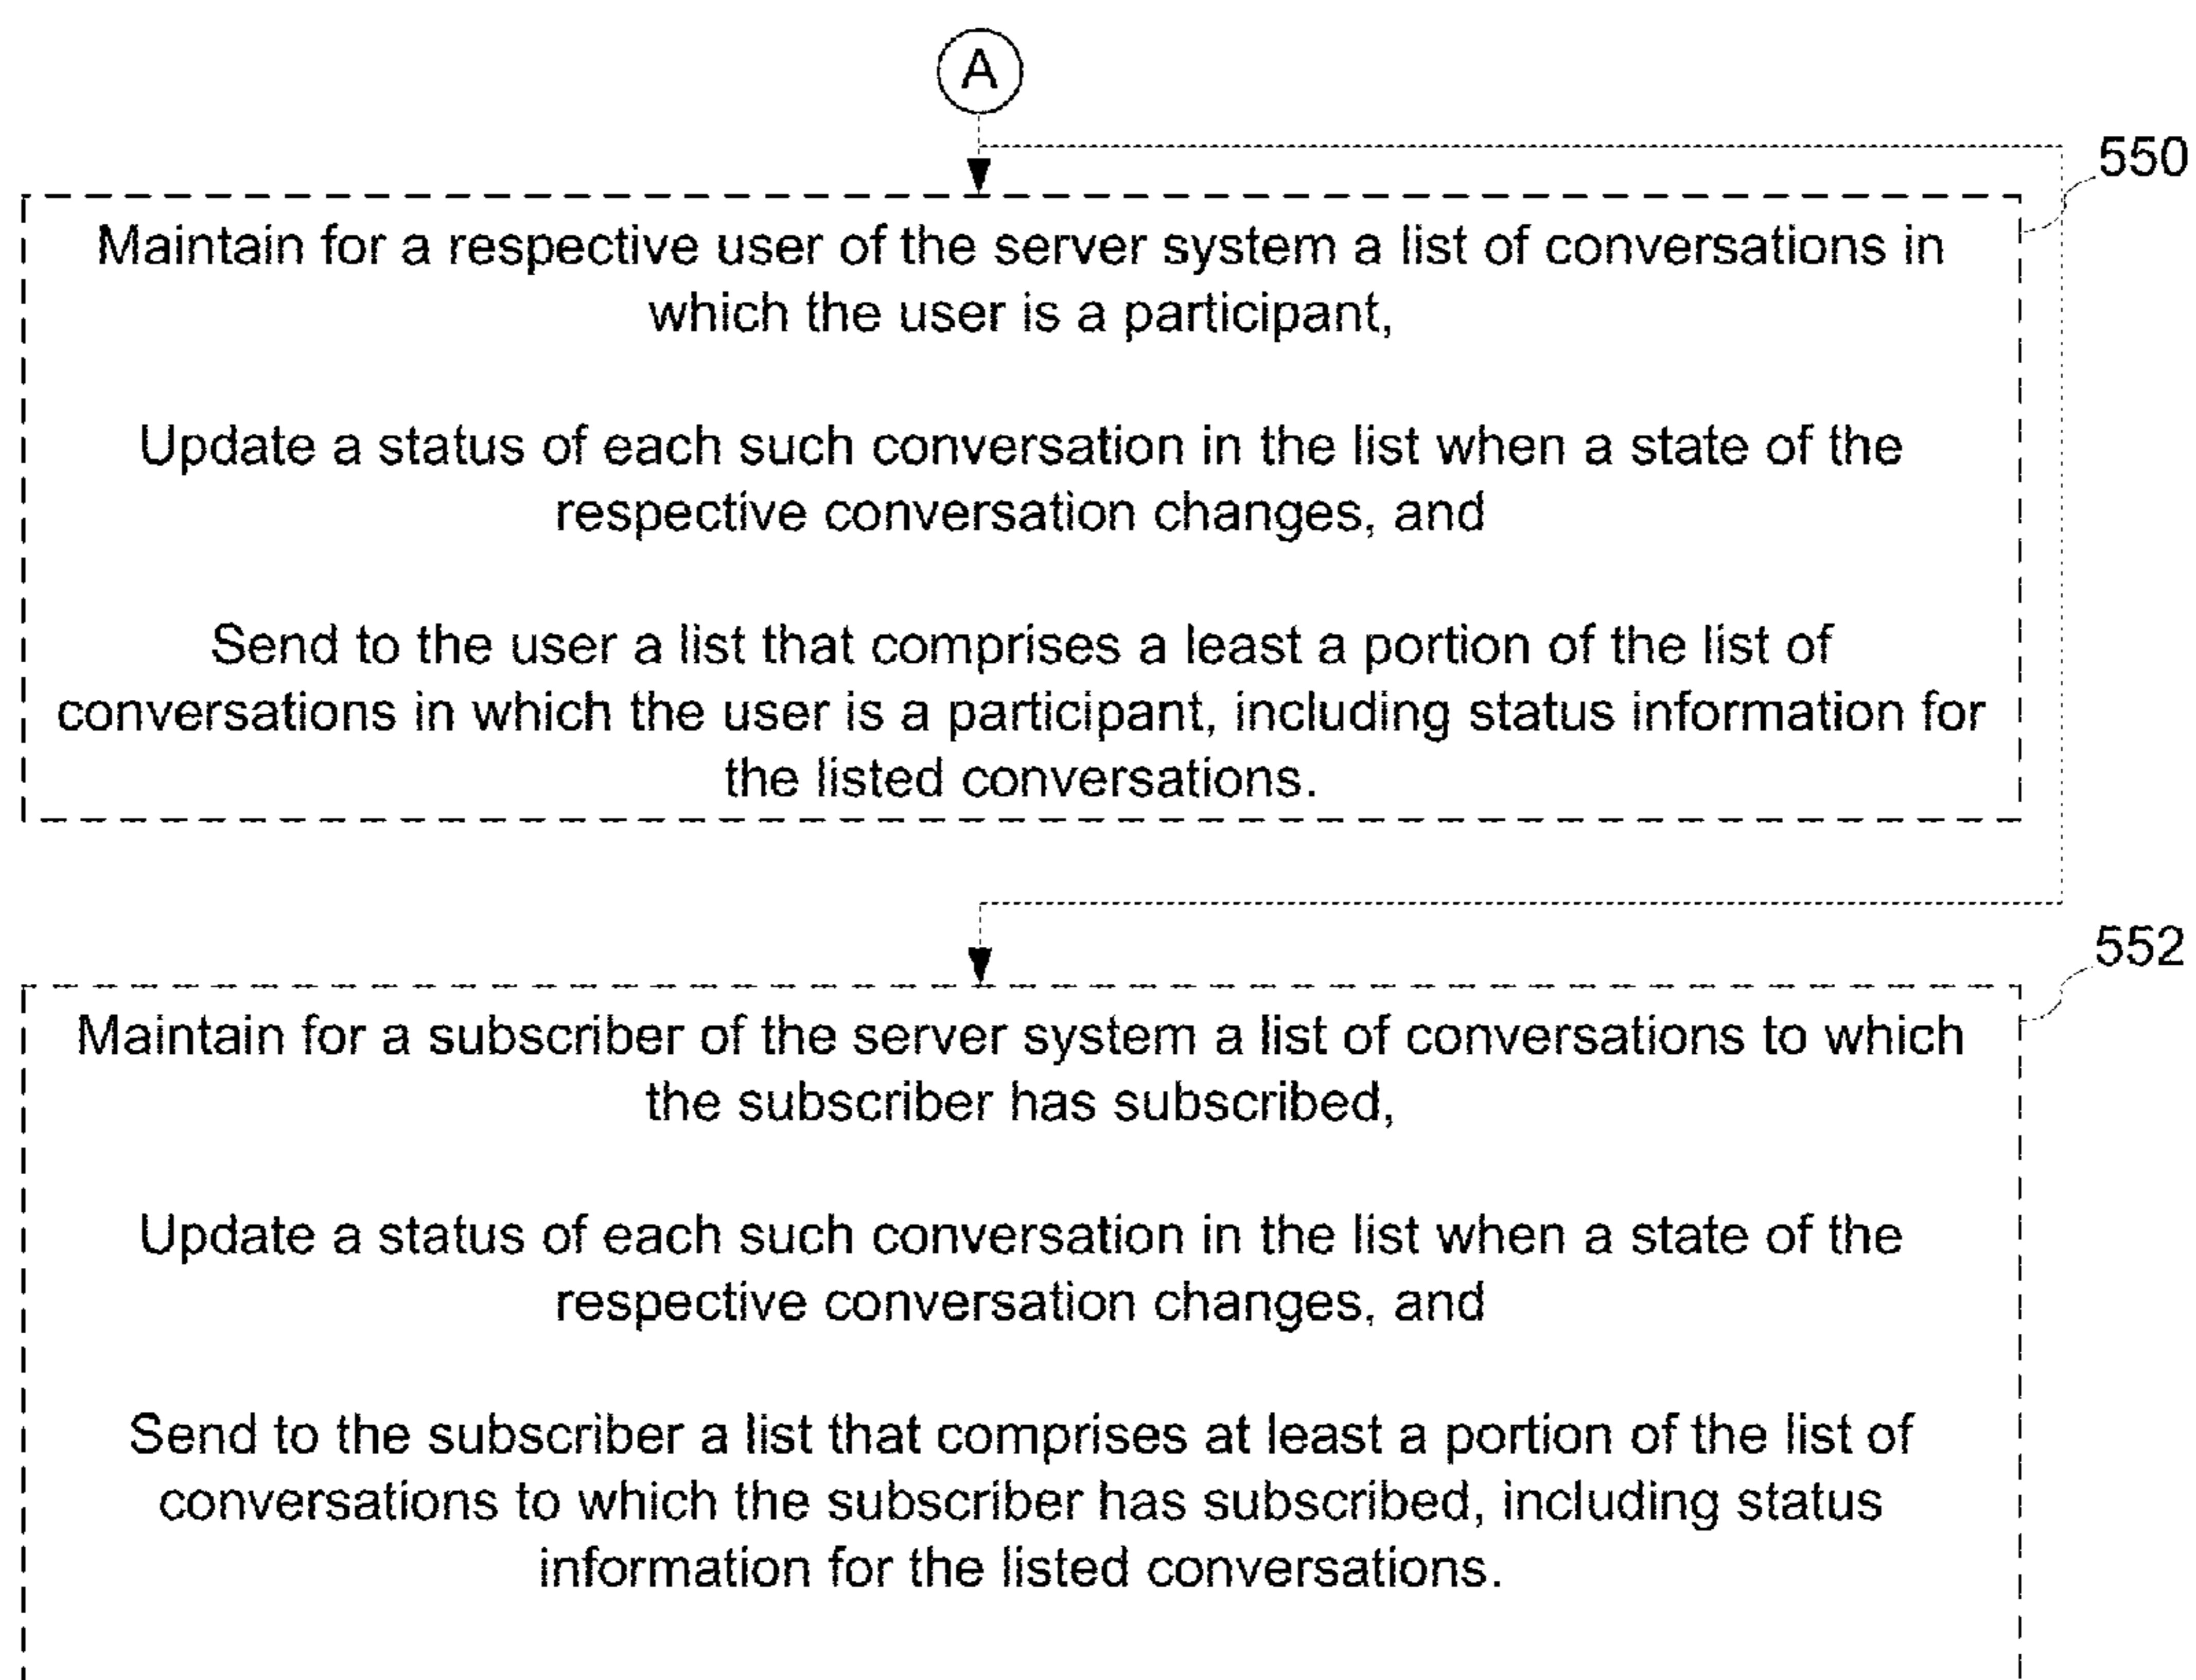 A
550
Maintain for a respective user of the server system a list of conversations in
which the user is a participant,
Update a status of each such conversation in the list when a state of the
respective conversation changes, and
Send to the user a list that comprises a least a portion of the list of
conversations in which the user is a participant, including status information for
the listed conversations.
552
Maintain for a subscriber of the server system a list of conversations to which
the subscriber has subscribed,
Update a status of each such conversation in the list when a state of the
respective conversation changes, and
Send to the subscriber a list that comprises at least a portion of the list of
conversations to which the subscriber has subscribed, including status
information for the listed conversations.